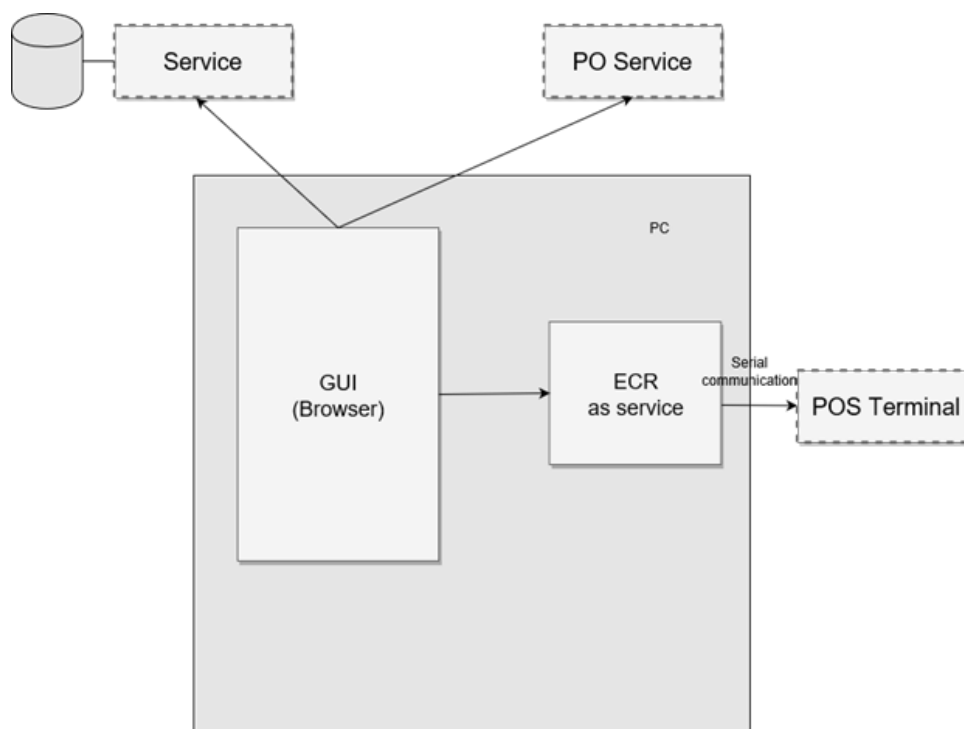 Service
PO Service
PC
GUI
(Browser)
ECR
as service
Serial
communication
POS Terminal